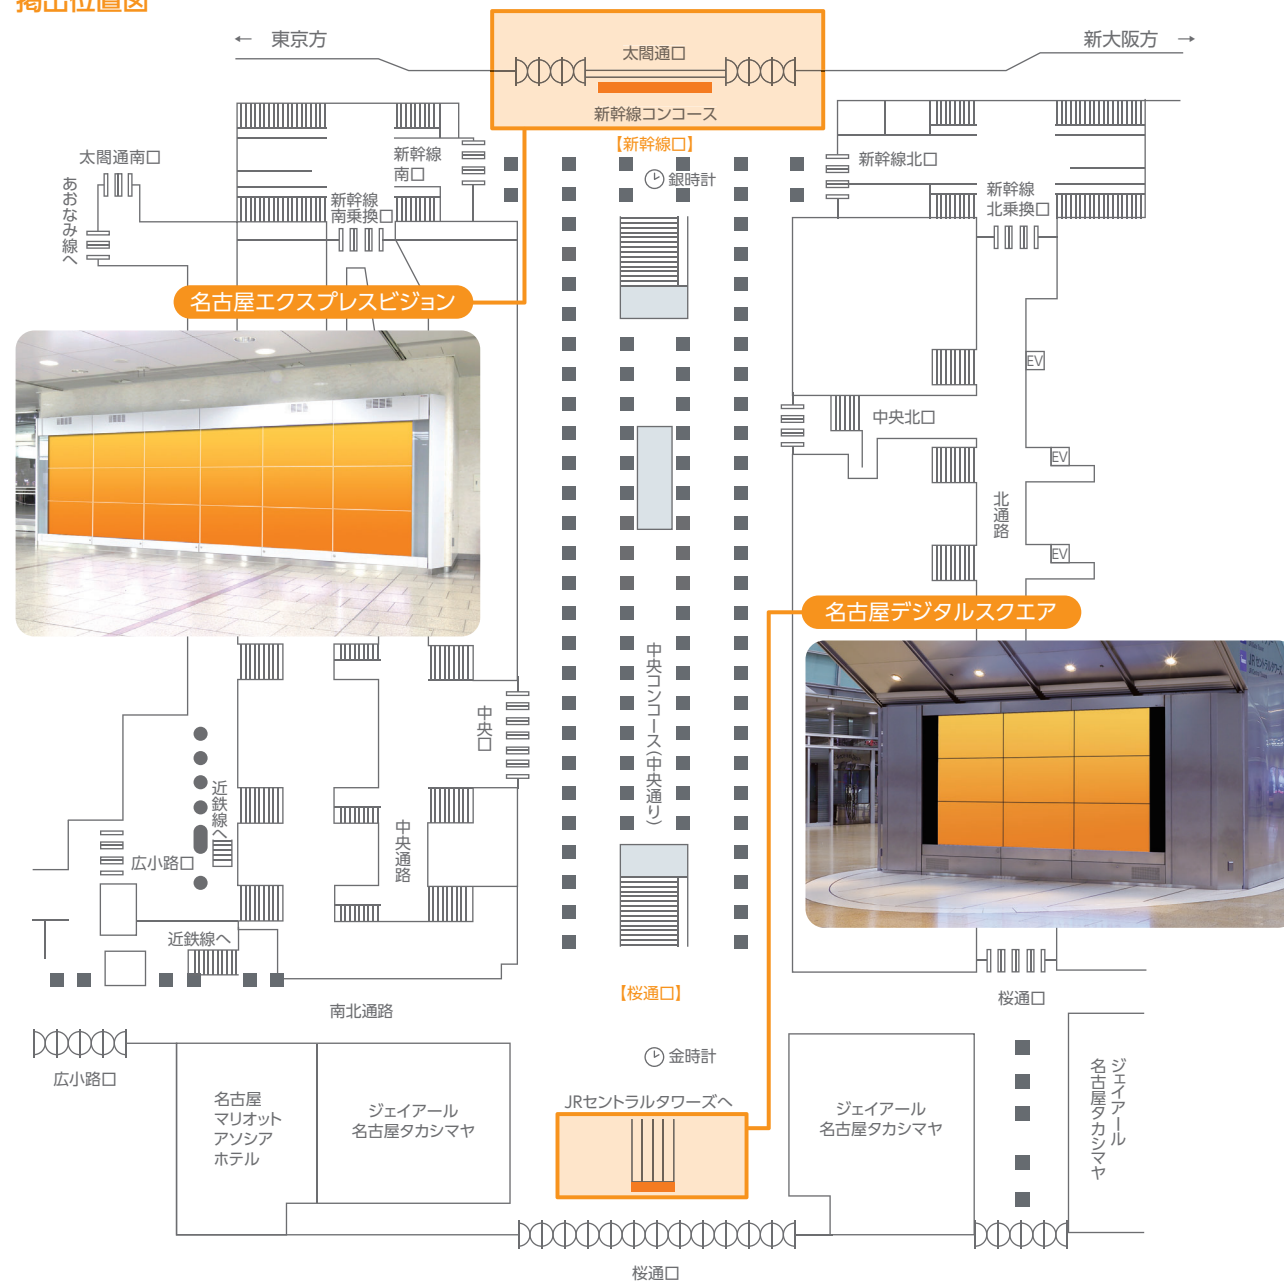 掲出位置図
← 東京方
新大阪方 →
太閤通口
新幹線コンコース
【新幹線口】
銀時計
太閤通南口
あおなみ線へ
新幹線
南口
新幹線
南乗換口
新幹線北口
新幹線
北乗換口
名古屋エクスプレスビジョン
EV
中央北口
EV
北通路
EV
名古屋デジタルスクエア
JRセントラルタワーズ
中央コンコース(中央通り)
中央口
近鉄線へ
中央通路
広小路口
近鉄線へ
【桜通口】
桜通口
南北通路
金時計
広小路口
JRセントラルタワーズへ
名古屋
マリオット
アソシア
ホテル
ジェイアール
名古屋タカシマヤ
ジェイアール
名古屋タカシマヤ
ジェイアール
名古屋タカシマヤ
桜通口